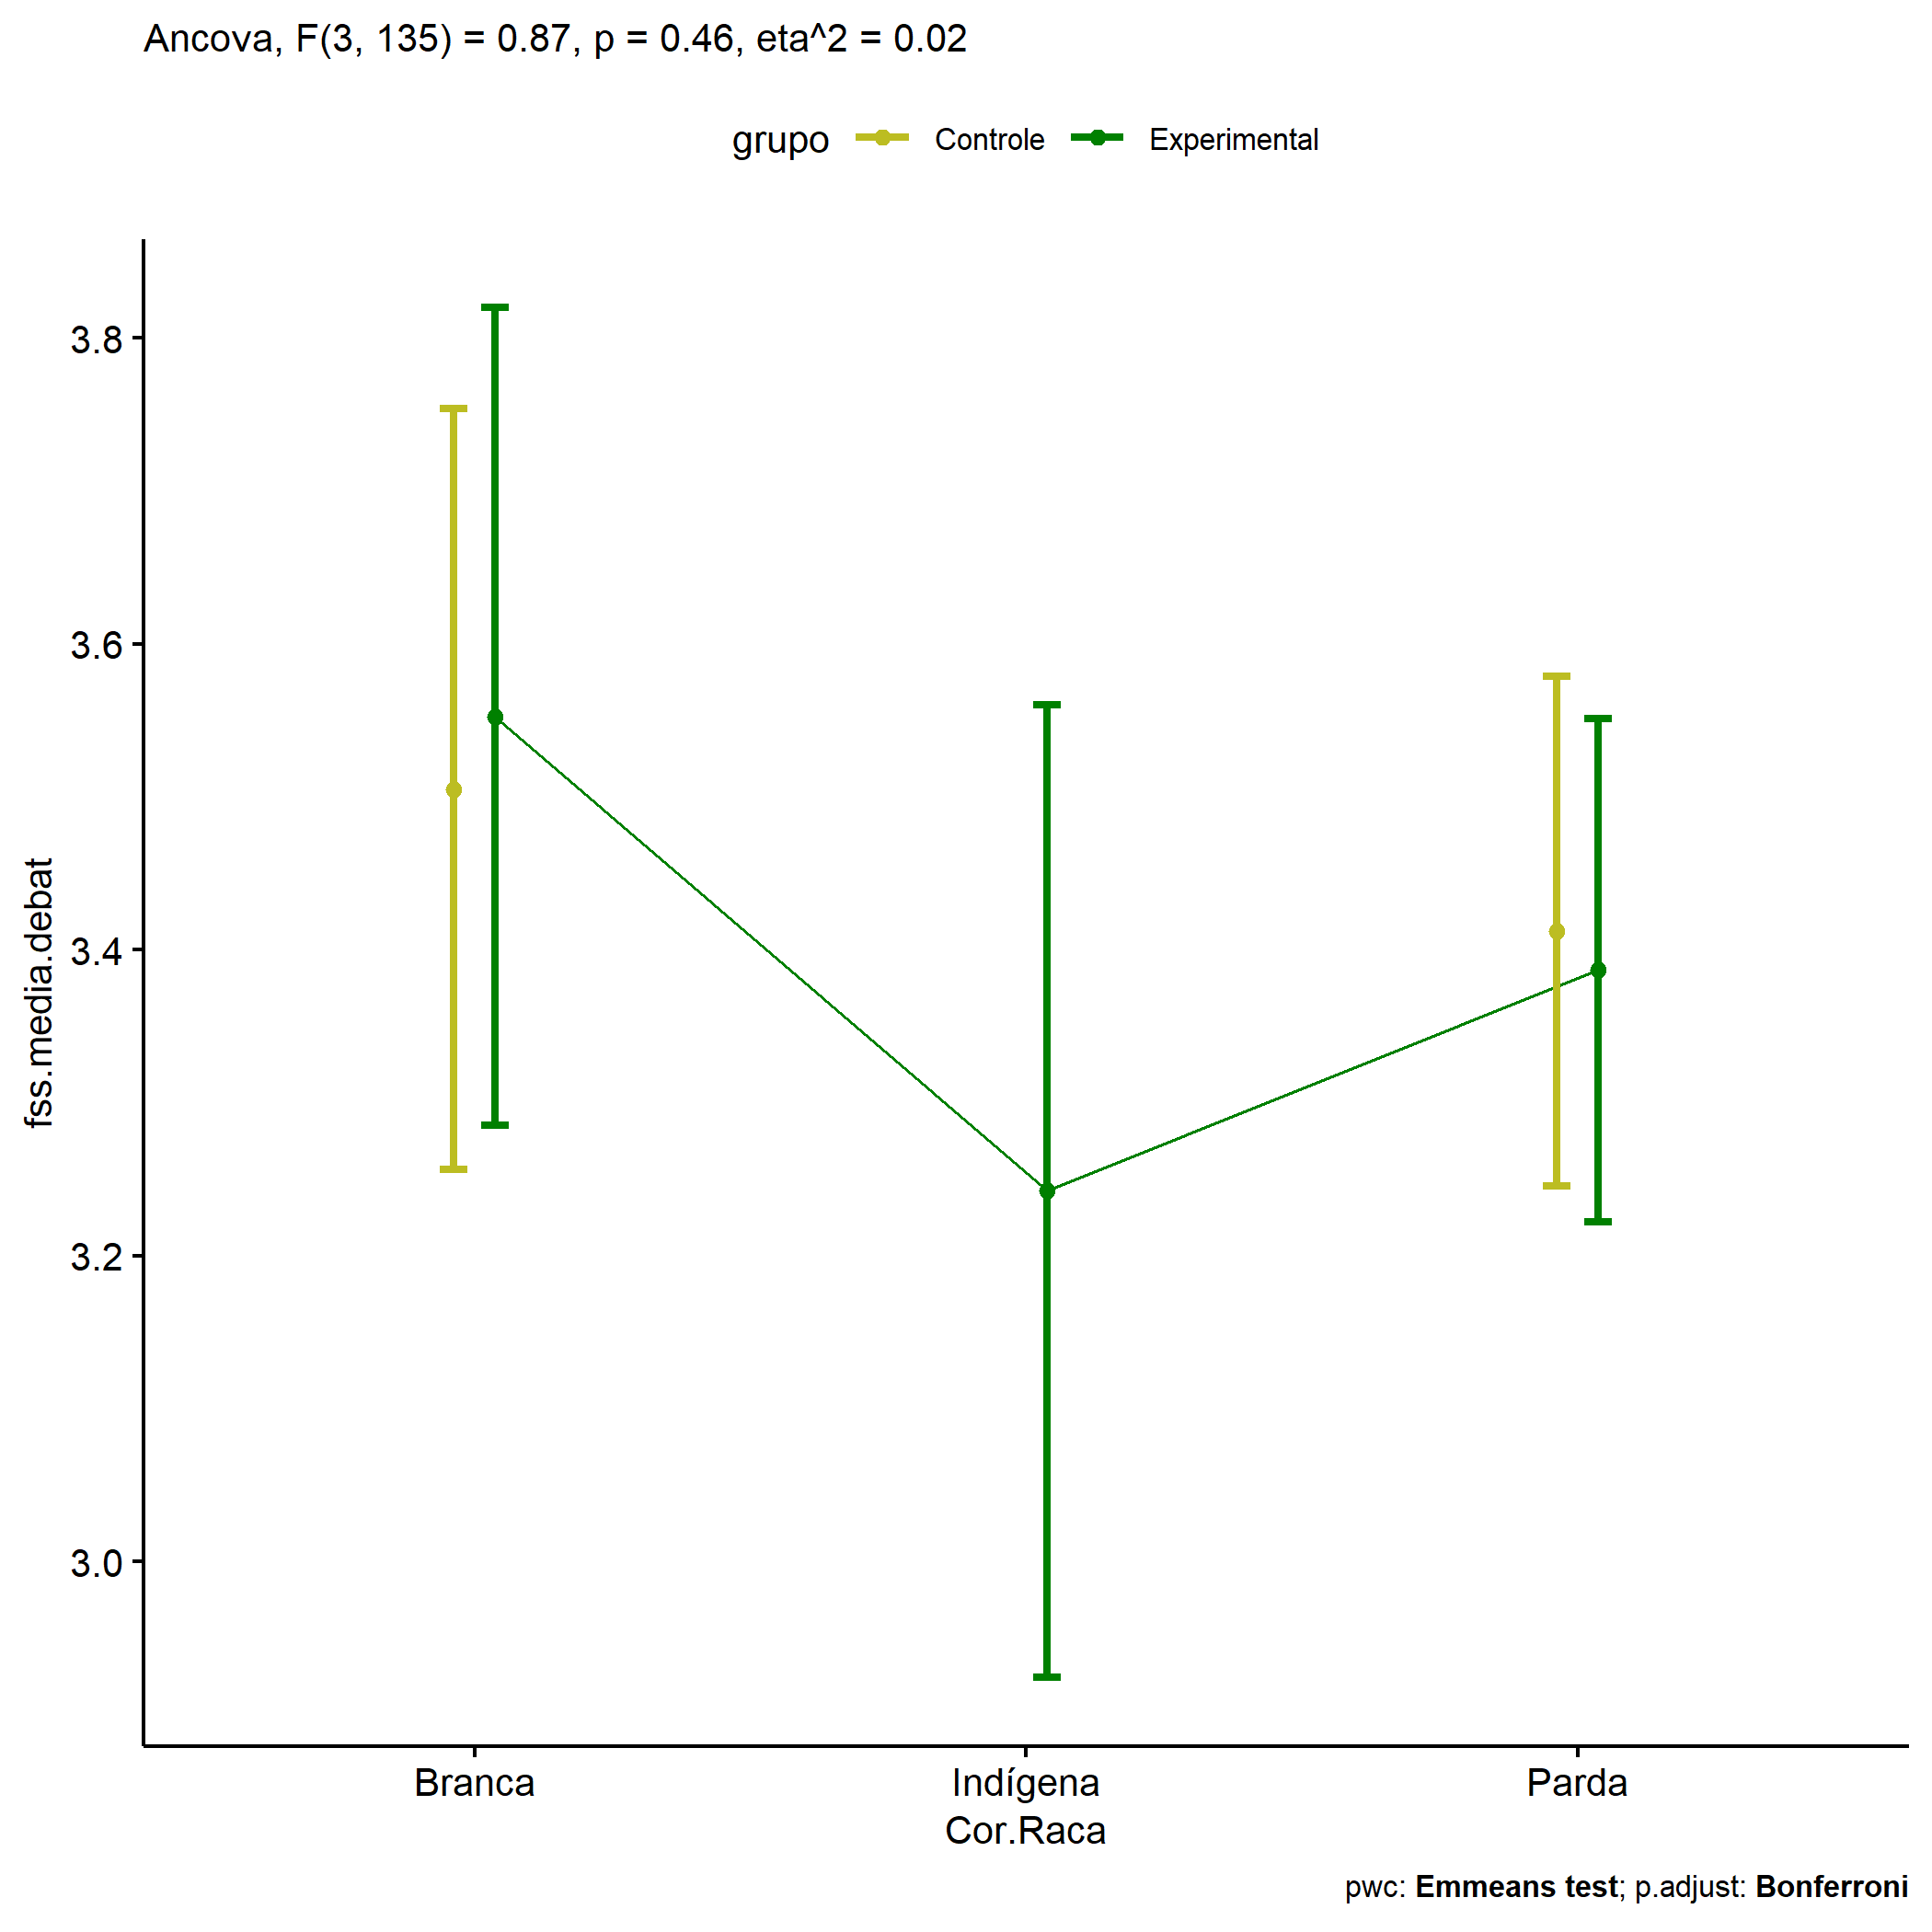 Ancova, F(3, 135) = 0.87, p = 0.46, eta^2 = 0.02
grupo Controle Experimental
3.8
3.6
3.4
3.2
3.0
fss.media.debat
Branca Indígena Parda
Cor.Raca
pwc: Emmeans test; p.adjust: Bonferroni